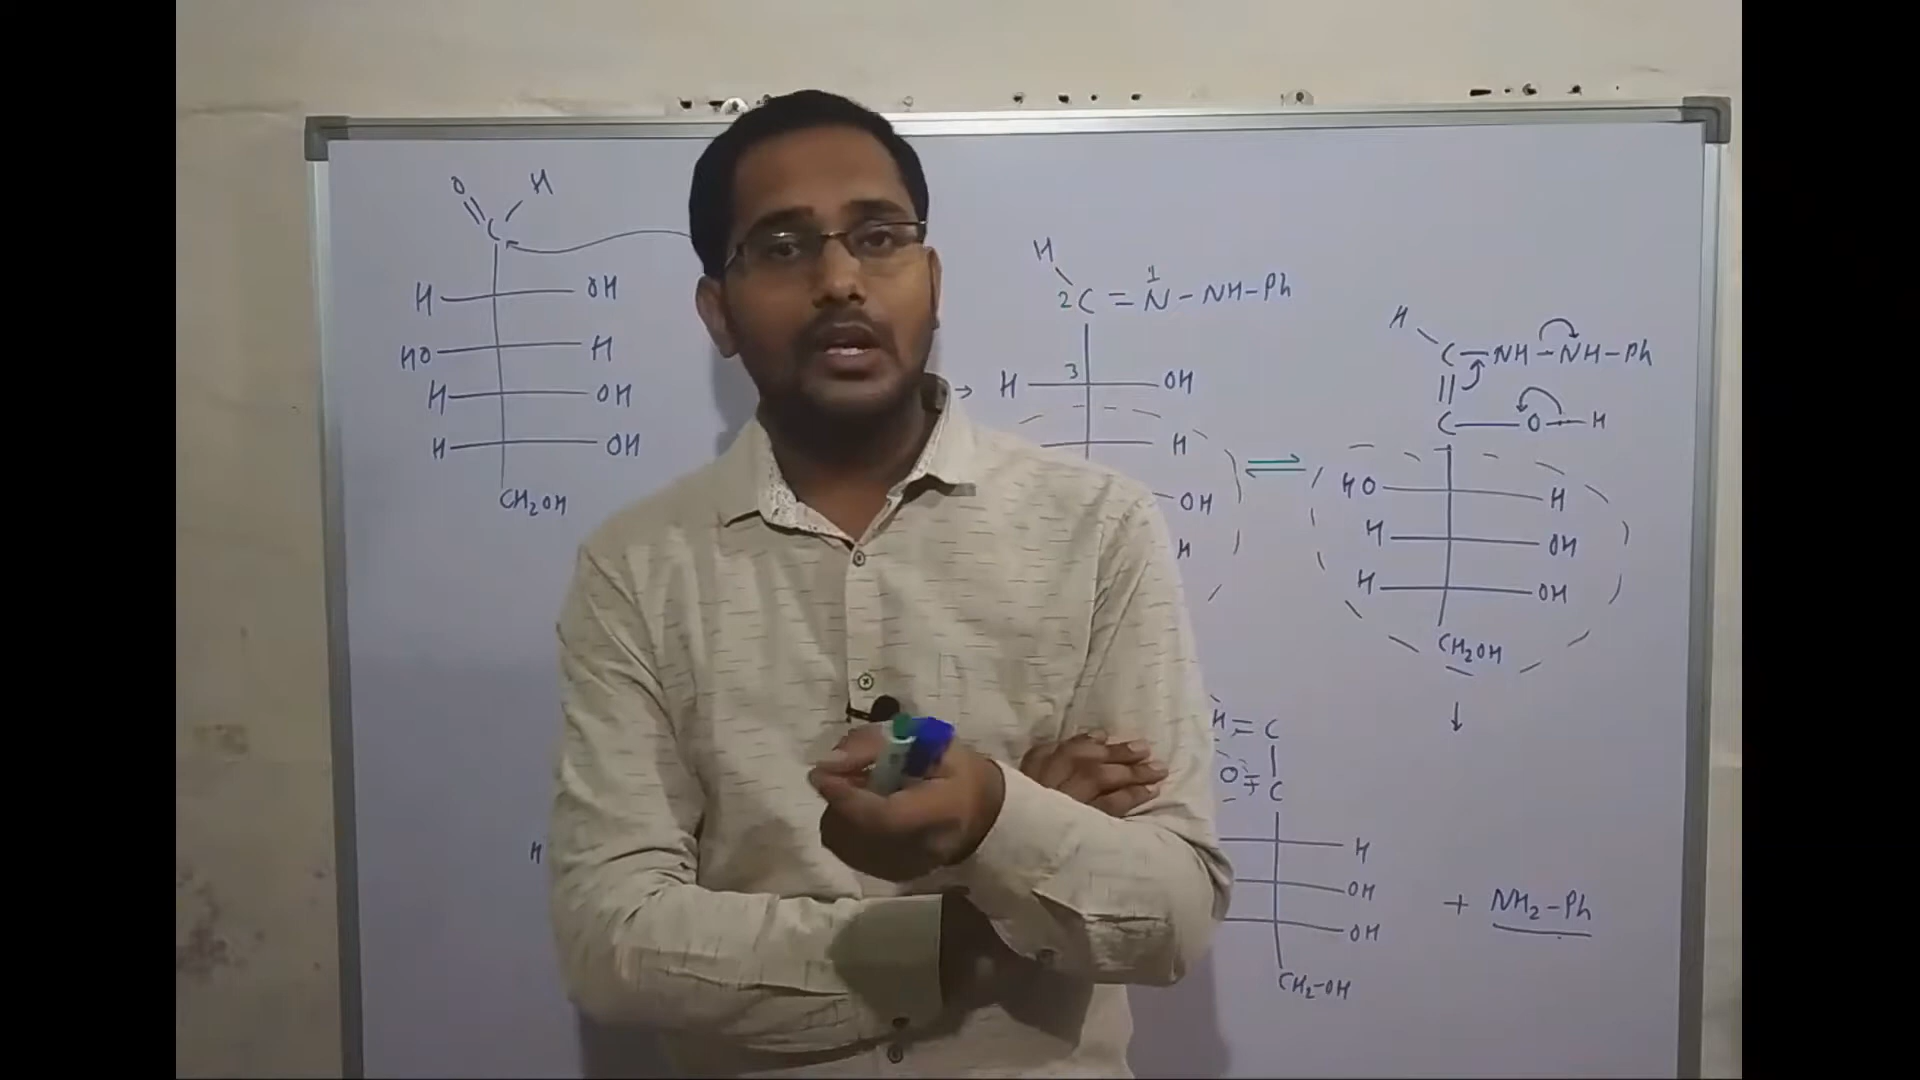 O H
C
H OH
HO H
H OH
H OH
CH₂OH
H
1
2 C = N - NH - Ph
3
H OH
H
OH
H
H
C - NH - NH - Ph
C - O - H
HO H
H OH
H OH
CH₂OH
H = C
O = C
H
H
OH
OH
CH₂-OH
+ NH₂-Ph